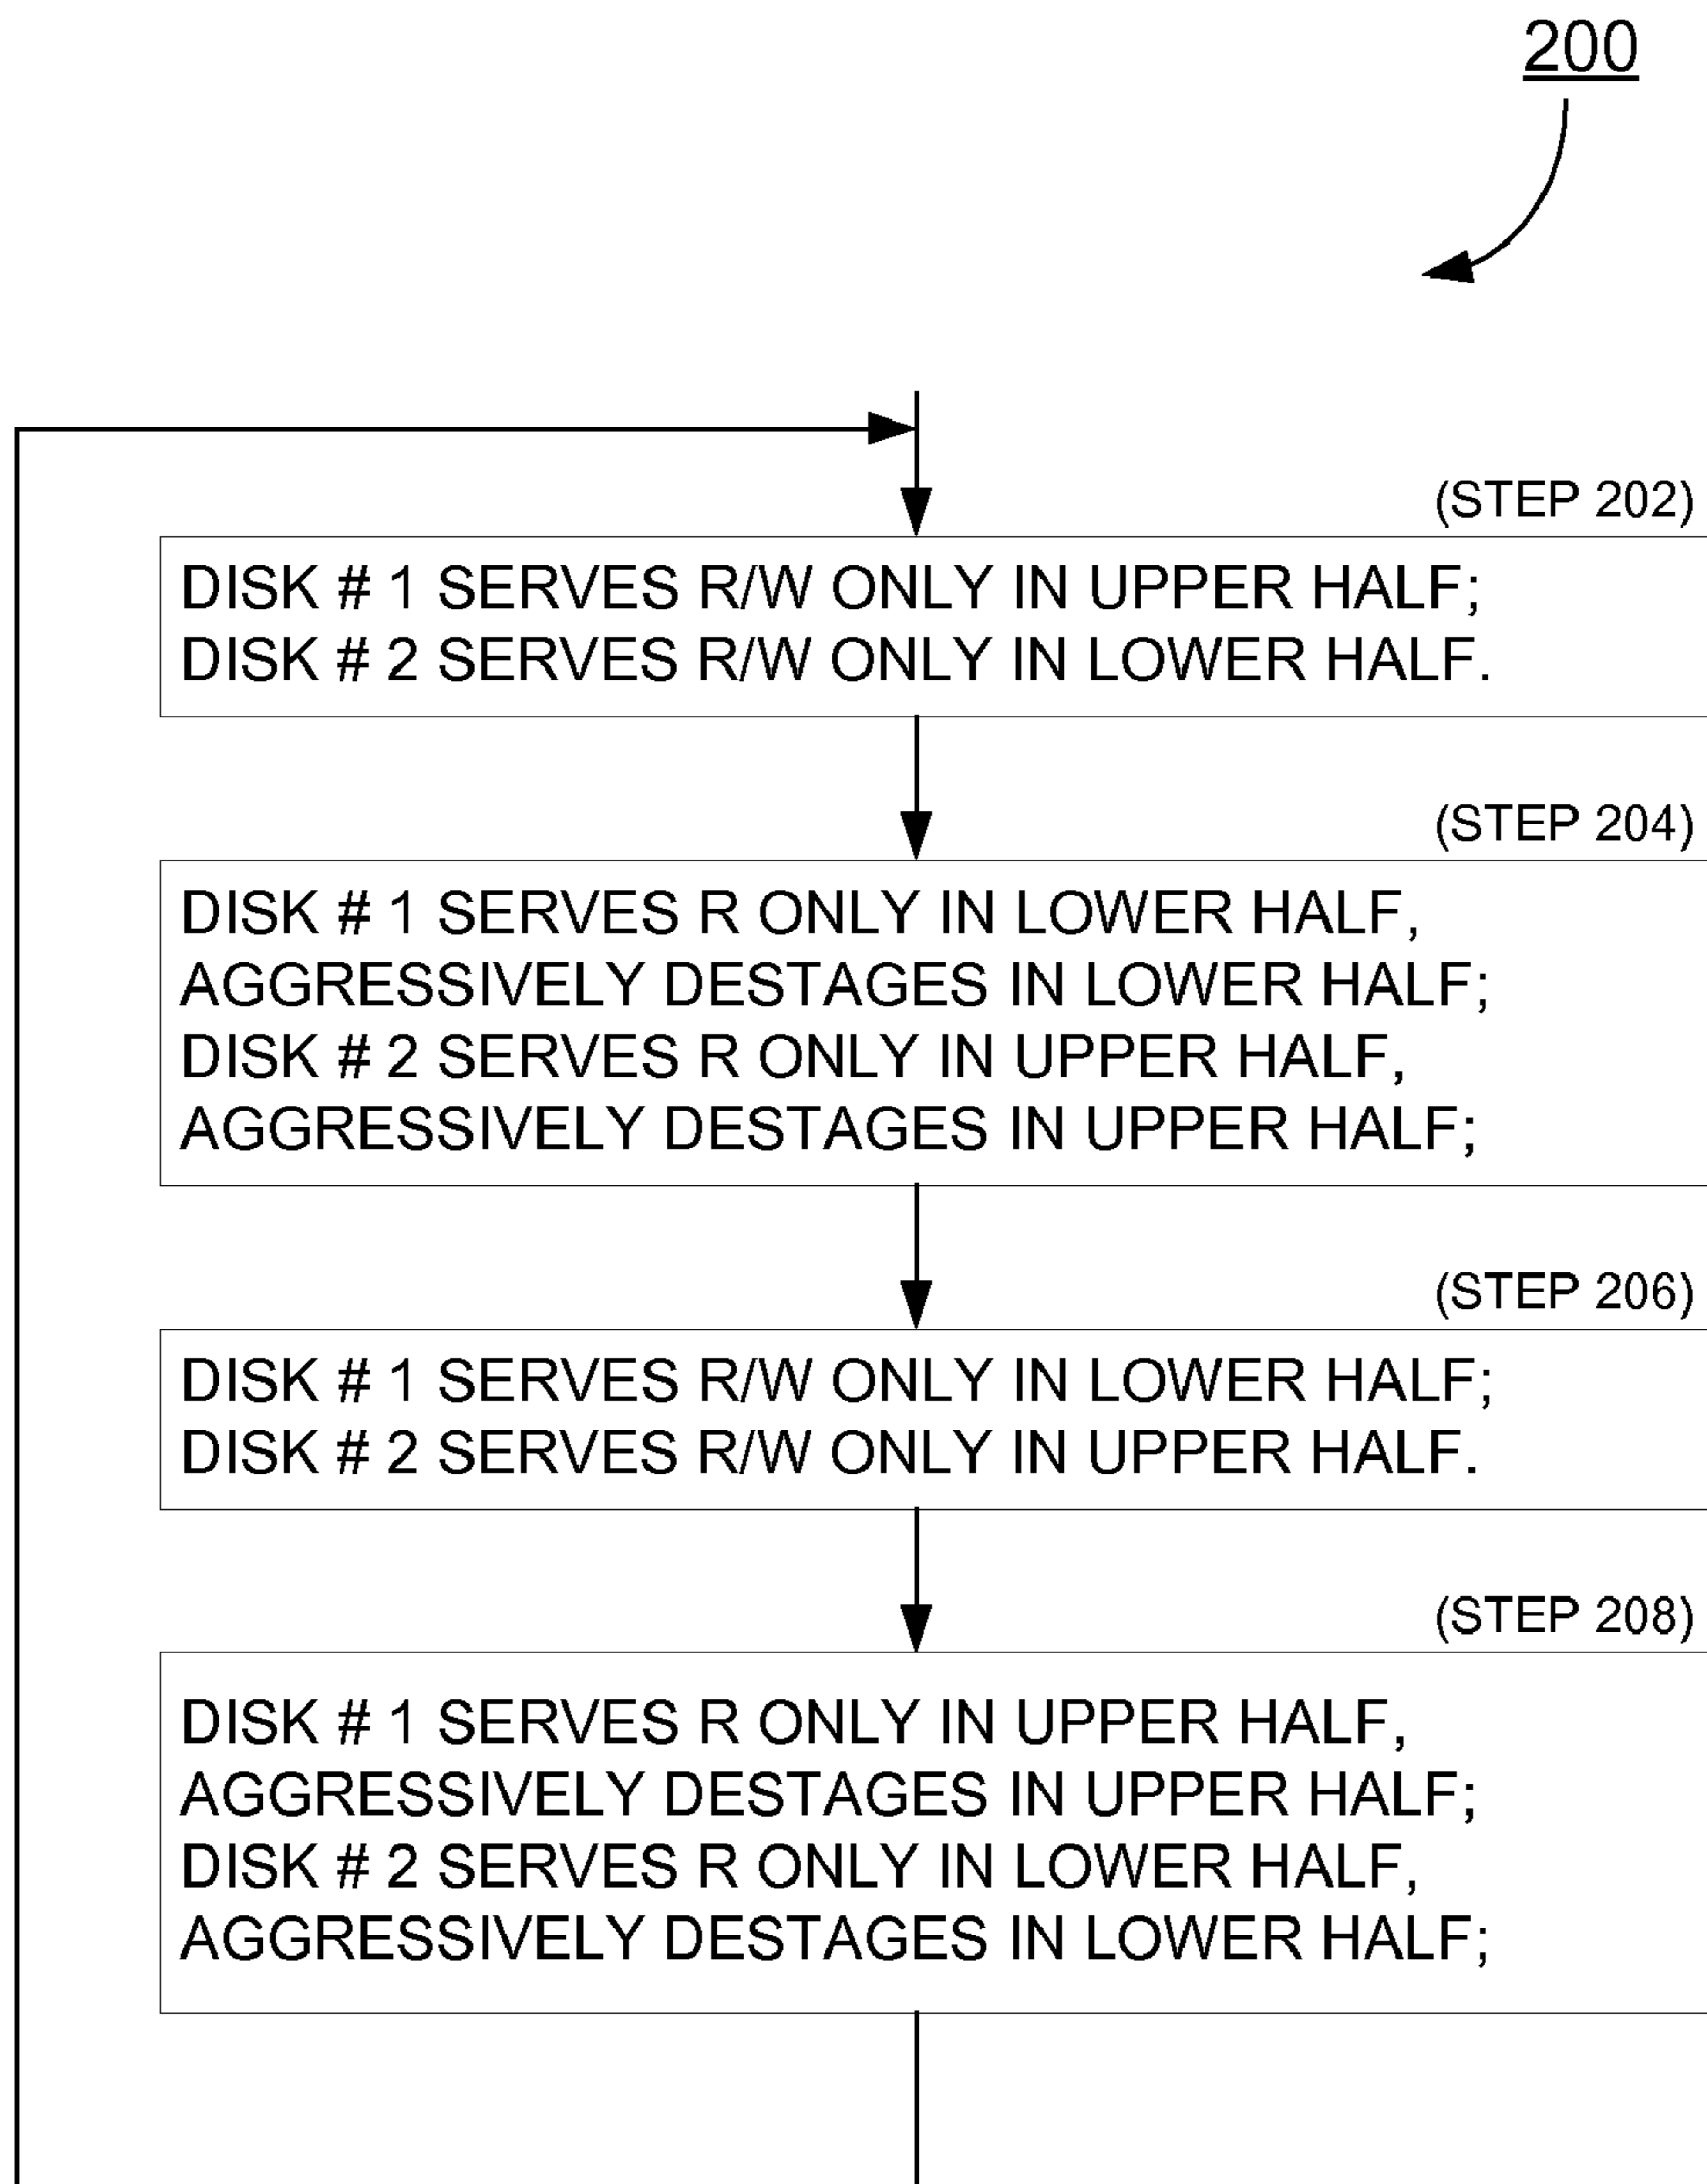 200
(STEP 202)
DISK # 1 SERVES R/W ONLY IN UPPER HALF;
DISK # 2 SERVES R/W ONLY IN LOWER HALF.
(STEP 204)
DISK # 1 SERVES R ONLY IN LOWER HALF,
AGGRESSIVELY DESTAGES IN LOWER HALF;
DISK # 2 SERVES R ONLY IN UPPER HALF,
AGGRESSIVELY DESTAGES IN UPPER HALF;
(STEP 206)
DISK # 1 SERVES R/W ONLY IN LOWER HALF;
DISK # 2 SERVES R/W ONLY IN UPPER HALF.
(STEP 208)
DISK # 1 SERVES R ONLY IN UPPER HALF,
AGGRESSIVELY DESTAGES IN UPPER HALF;
DISK # 2 SERVES R ONLY IN LOWER HALF,
AGGRESSIVELY DESTAGES IN LOWER HALF;